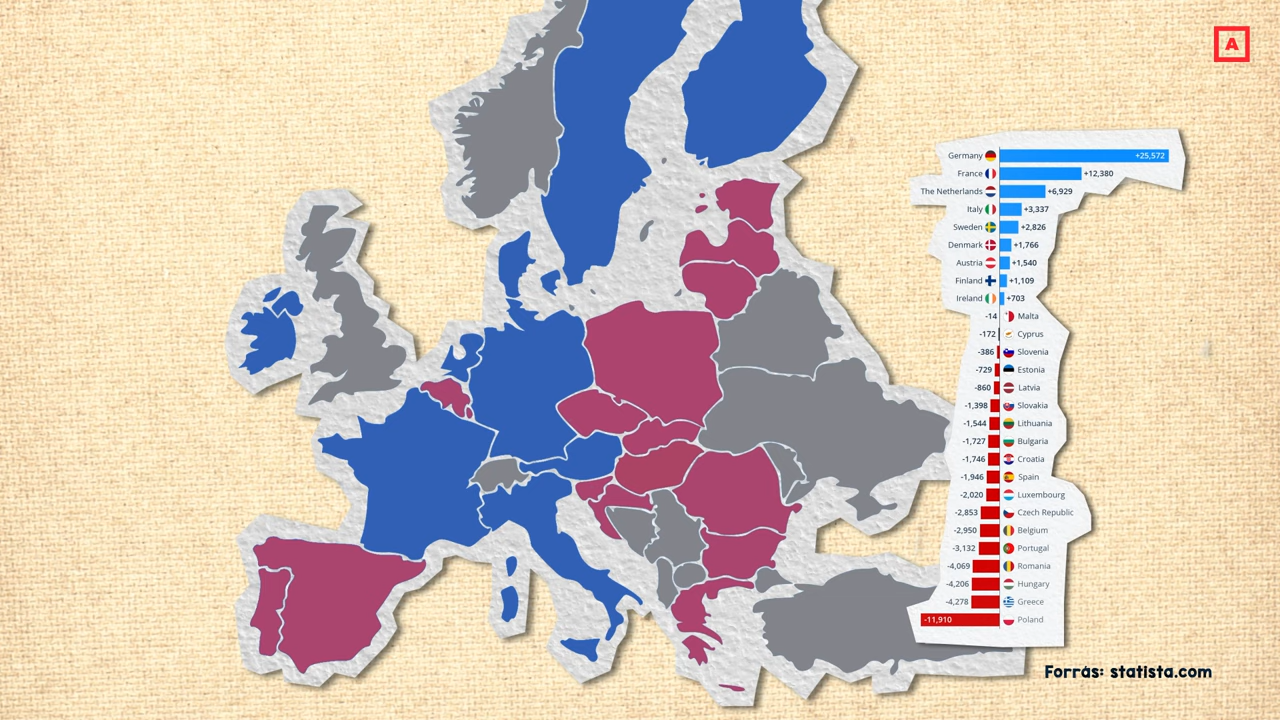 A
Germany +25,572
France +12,380
The Netherlands +6,929
Italy +3,337
Sweden +2,826
Denmark +1,766
Austria +1,540
Finland +1,109
Ireland +703
-14 Malta
-172 Cyprus
-386 Slovenia
-729 Estonia
-860 Latvia
-1,398 Slovakia
-1,544 Lithuania
-1,727 Bulgaria
-1,746 Croatia
-1,946 Spain
-2,020 Luxembourg
-2,853 Czech Republic
-2,950 Belgium
-3,132 Portugal
-4,069 Romania
-4,206 Hungary
-4,278 Greece
-11,910 Poland
Forrás: statista.com